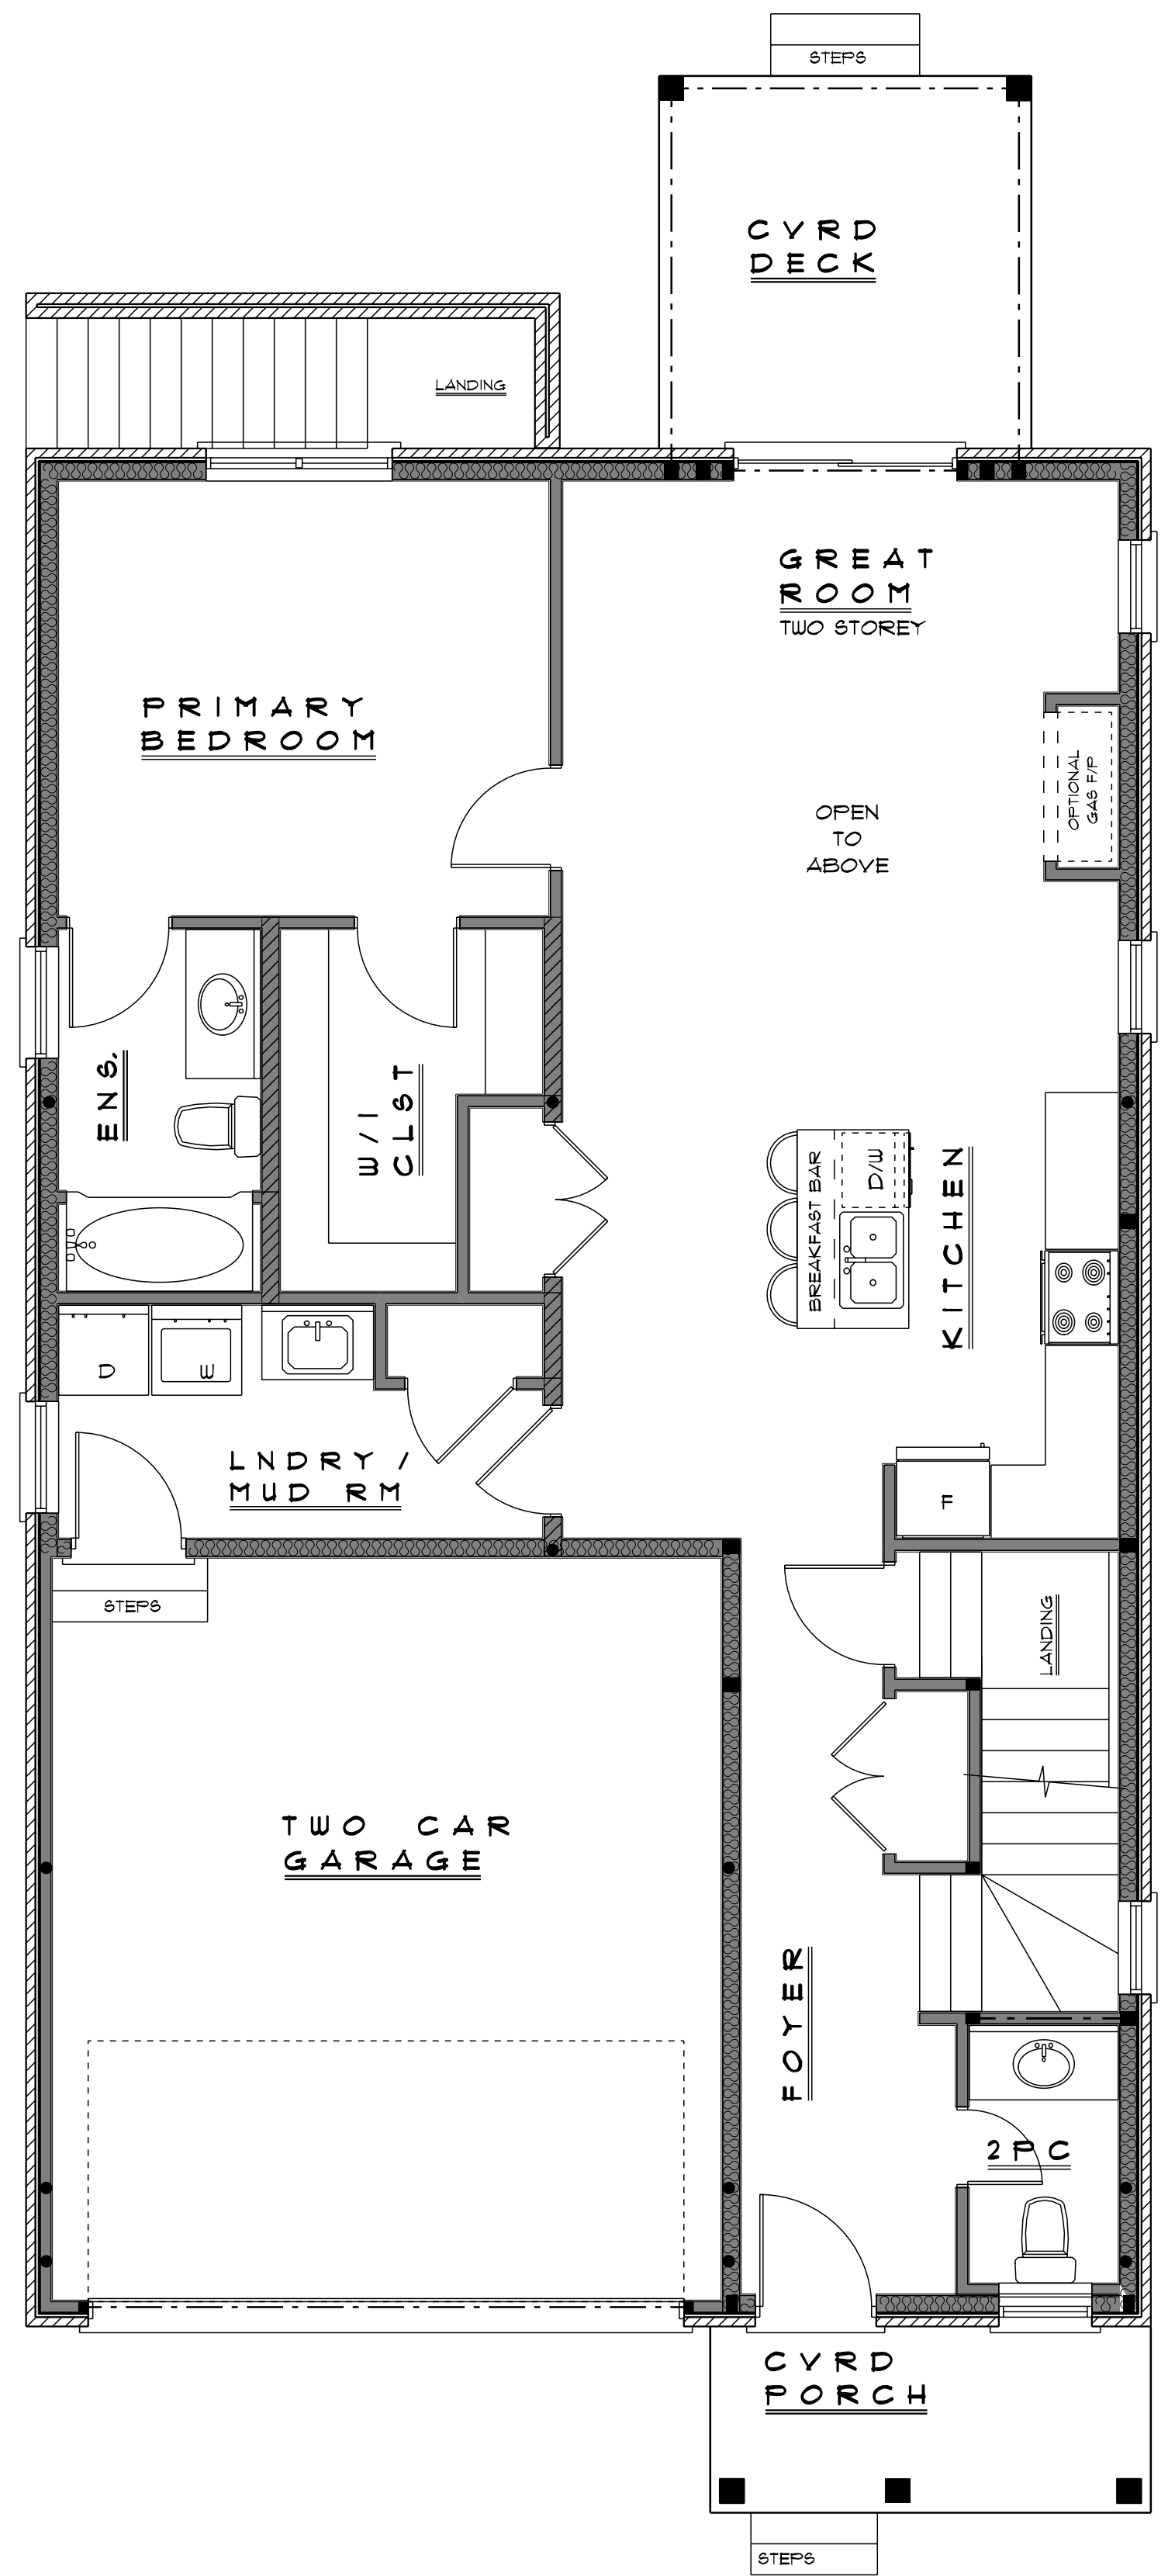 STEPS
CVRD
DECK
LANDING
GREAT
ROOM
TWO STOREY
PRIMARY
BEDROOM
OPTIONAL
GAS F/P
OPEN
TO
ABOVE
ENS.
W/I
CLST
BREAKFAST BAR
D/W
KITCHEN
D
W
LNDRY /
MUD RM
F
STEPS
LANDING
TWO CAR
GARAGE
FOYER
2PC
CVRD
PORCH
STEPS